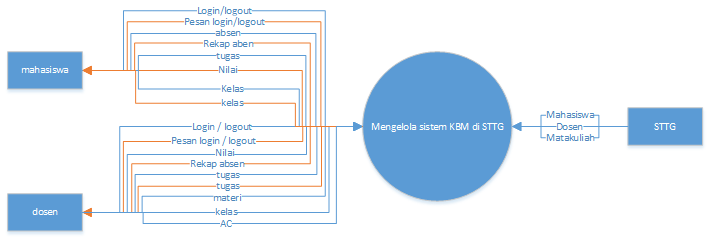 Login/logout
Pesan login/logout
absen
Rekap aben
tugas
Nilai
Kelas
kelas
mahasiswa
Login / logout
Pesan login / logout
Nilai
Rekap absen
tugas
tugas
materi
kelas
AC
dosen
Mengelola sistem KBM di STTG
Mahasiswa
Dosen
Matakuliah
STTG